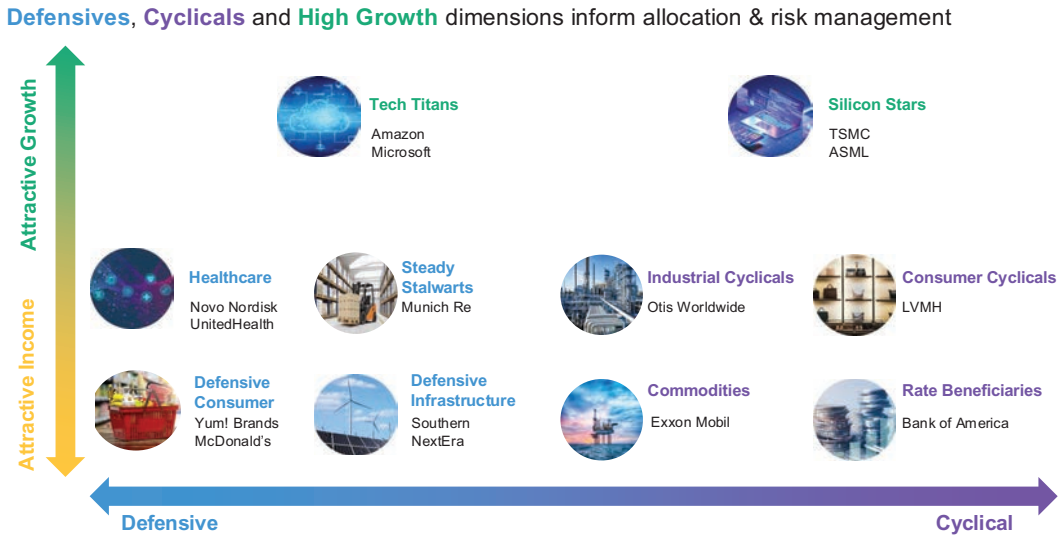 Defensives, Cyclicals and High Growth dimensions inform allocation & risk management
Attractive Growth
Attractive Income
Tech Titans
Amazon
Microsoft
Silicon Stars
TSMC
ASML
Healthcare
Novo Nordisk
UnitedHealth
Steady
Stalwarts
Munich Re
Industrial Cyclicals
Otis Worldwide
Consumer Cyclicals
LVMH
Defensive
Consumer
Yum! Brands
McDonald's
Defensive
Infrastructure
Southern
NextEra
Commodities
Exxon Mobil
Rate Beneficiaries
Bank of America
Defensive
Cyclical